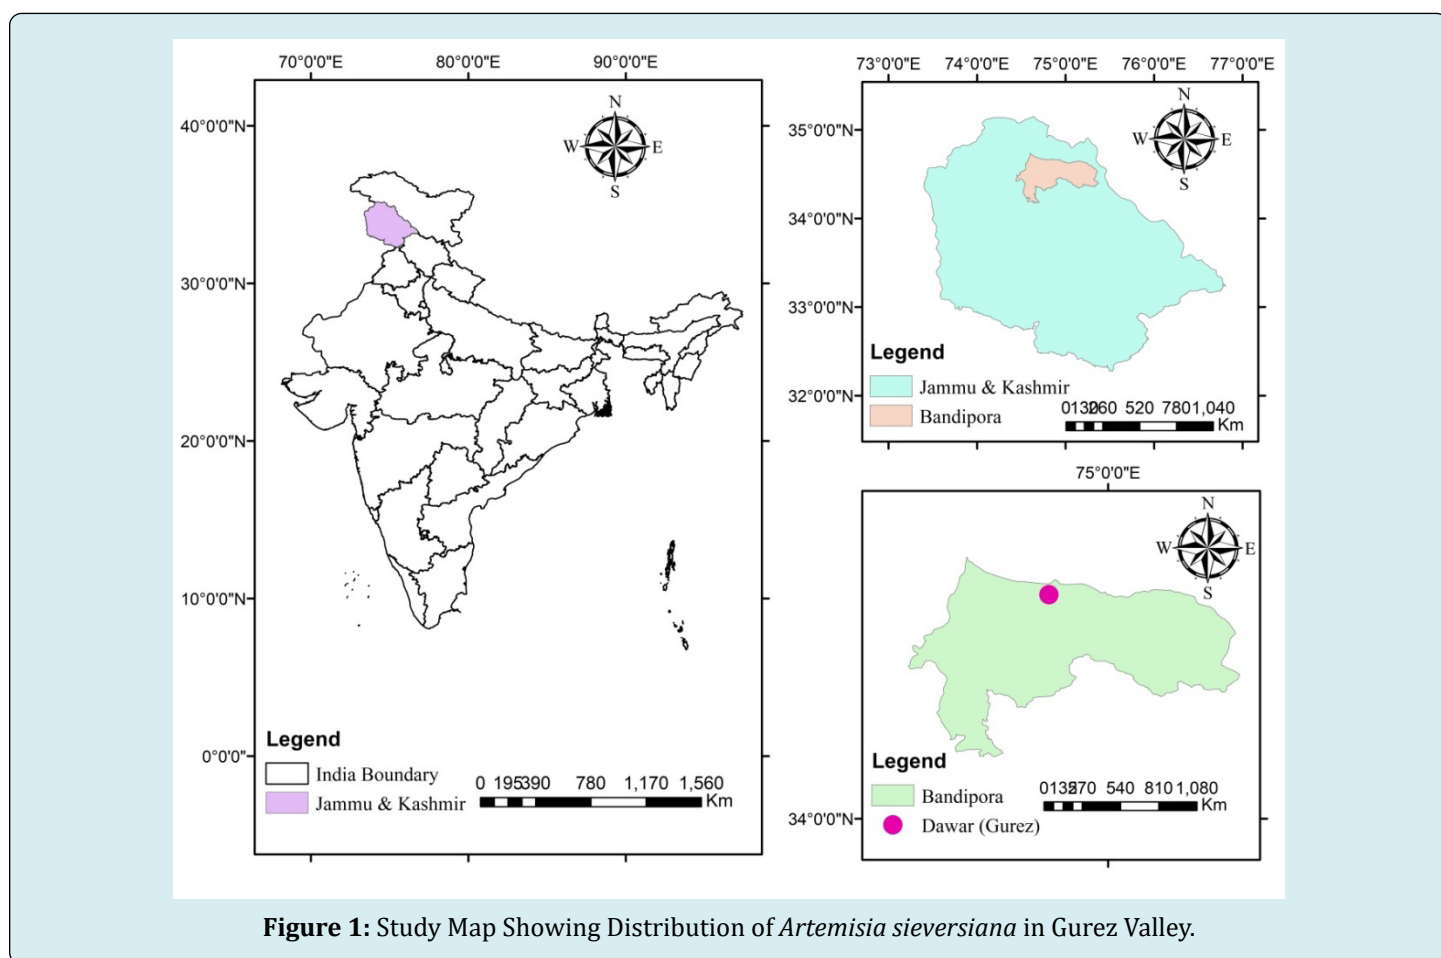 70°0'0"E 80°0'0"E 90°0'0"E
N
W E
S
40°0'0"N
30°0'0"N
20°0'0"N
10°0'0"N
0°0'0"
Legend
India Boundary
Jammu & Kashmir
0 195390 780 1,170 1,560
Km
73°0'0"E 74°0'0"E 75°0'0"E 76°0'0"E 77°0'0"E
N
W E
S
35°0'0"N
34°0'0"N
33°0'0"N
32°0'0"N
Legend
Jammu & Kashmir
Bandipora
520 7801,040
Km
75°0'0"E
N
W E
S
34°0'0"N
Legend
Bandipora
Dawar (Gurez)
540 810 1,080
Km
Figure 1: Study Map Showing Distribution of Artemisia sieversiana in Gurez Valley.